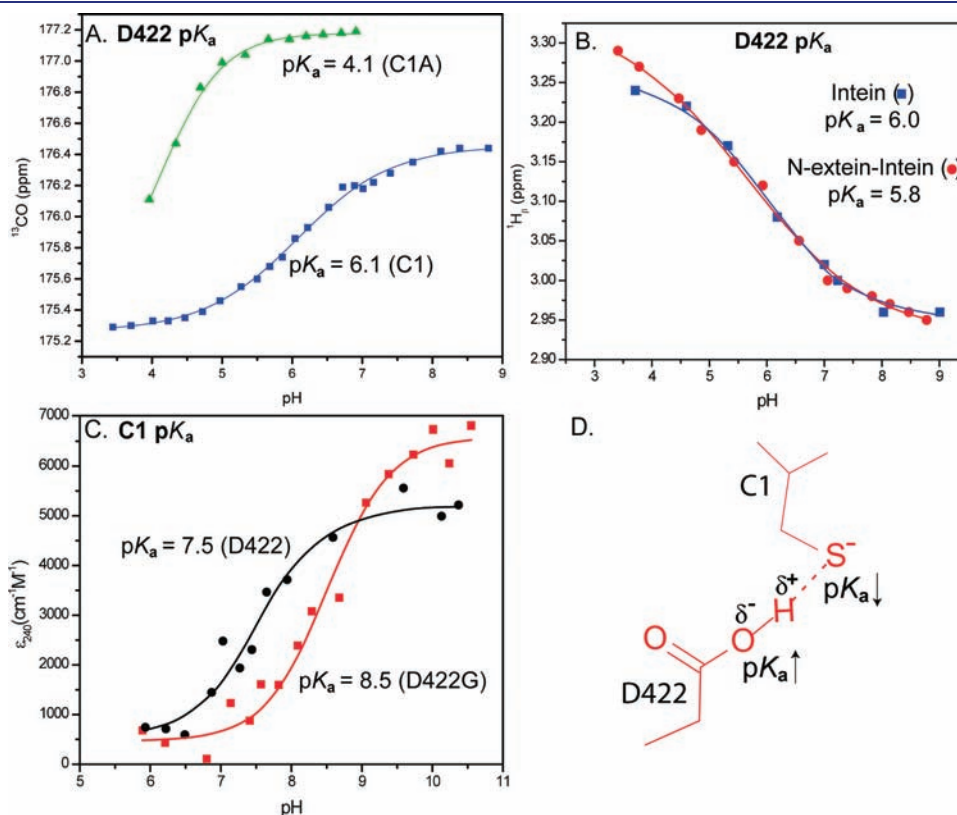 A. D422 pKa
177.2
176.8
176.4
176.0
175.6
175.2
177.0
176.4
176.2
175.8
175.4
¹³CO (ppm)
pKa = 4.1 (C1A)
pKa = 6.1 (C1)
3 4 5 6 7 8 9
pH
B.
D422 pKa
3.30
3.25
3.20
3.15
3.10
3.05
3.00
2.95
2.90
¹Hβ (ppm)
Intein (▪)
pKa = 6.0
N-extein-Intein (•)
pKa = 5.8
3 4 5 6 7 8 9
pH
C. C1 pKa
7000
6000
5000
4000
3000
2000
1000
0
ε240(cm⁻¹M⁻¹)
pKa = 7.5 (D422)
pKa = 8.5 (D422G)
5 6 7 8 9 10 11
pH
D.
C1
S⁻
pKa↓
δ⁺
H
δ⁻
O
O
pKa↑
D422